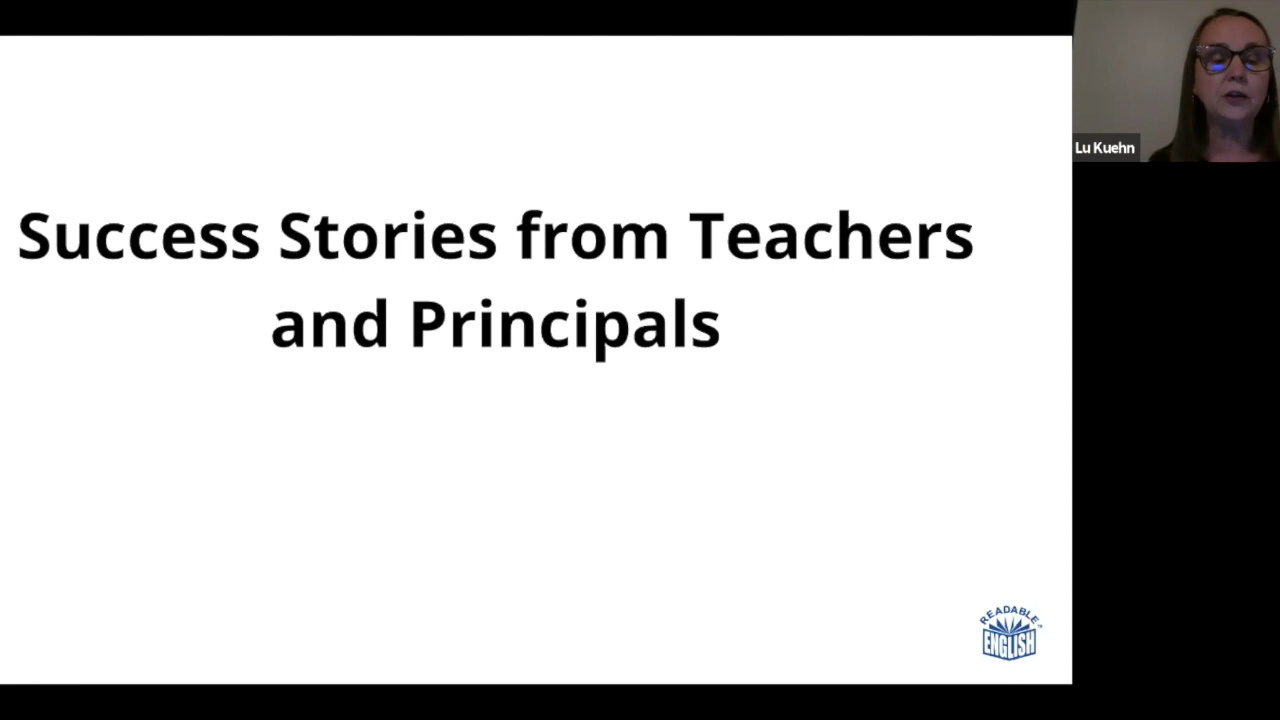 Lu Kuehn
Success Stories from Teachers
and Principals
READABLE
ENGLISH